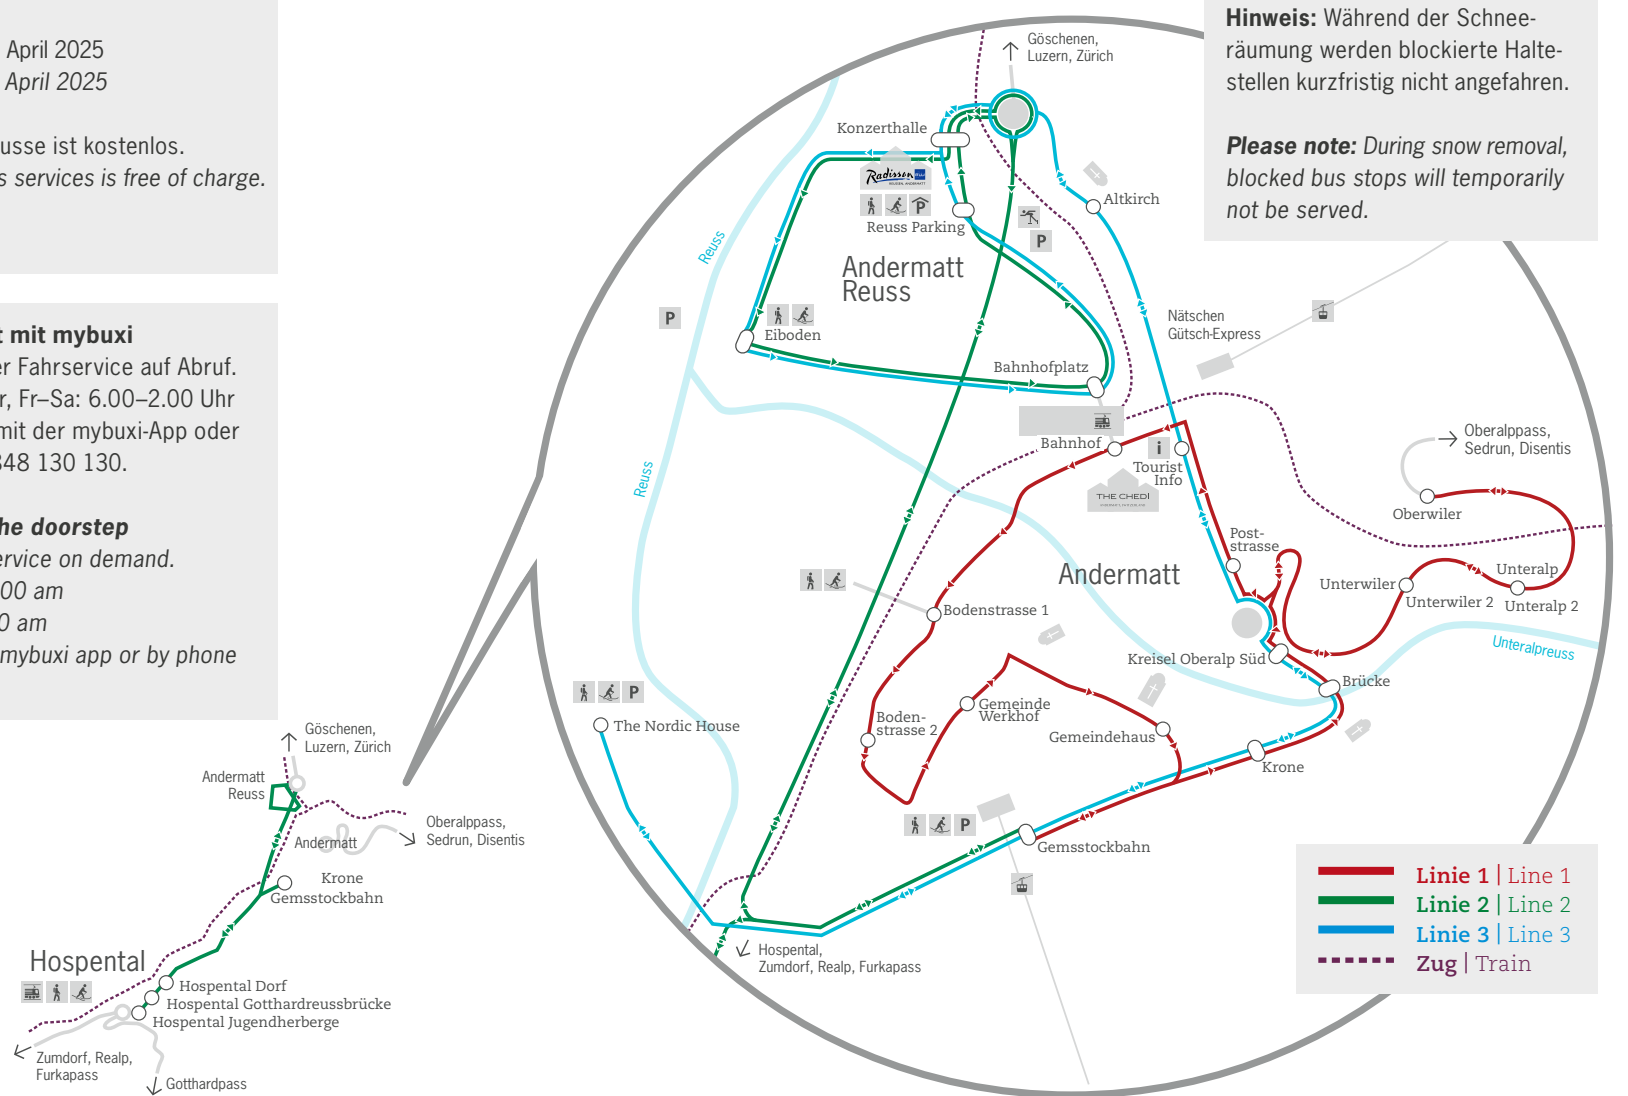 April 2025
April 2025
usse ist kostenlos.
s services is free of charge.
t mit mybuxi
er Fahrservice auf Abruf.
r, Fr–Sa: 6.00–2.00 Uhr
mit der mybuxi-App oder
348 130 130.
he doorstep
ervice on demand.
00 am
0 am
mybuxi app or by phone
Hinweis: Während der Schnee-
räumung werden blockierte Halte-
stellen kurzfristig nicht angefahren.
Please note: During snow removal,
blocked bus stops will temporarily
not be served.
Göschenen,
Luzern, Zürich
Konzerthalle
Radisson
BLU
REUSSEN, ANDERMATT
P
Reuss Parking
P
Altkirch
Andermatt
Reuss
Reuss
P
Eiboden
Nätschen
Gütsch-Express
Bahnhofplatz
Bahnhof
i
Tourist
Info
THE CHEDI
Reuss
Oberalppass,
Sedrun, Disentis
Oberwiler
Post-
strasse
Andermatt
Unterwiler
Unterwiler 2
Unteralp
Unteralp 2
Unteralpreuss
Bodenstrasse 1
Kreisel Oberalp Süd
Brücke
P
The Nordic House
Boden-
strasse 2
Gemeinde
Werkhof
Gemeindehaus
Krone
P
Gemsstockbahn
Hospental,
Zumdorf, Realp, Furkapass
Göschenen,
Luzern, Zürich
Andermatt
Reuss
Oberalppass,
Sedrun, Disentis
Andermatt
Krone
Gemsstockbahn
Hospental
Hospental Dorf
Hospental Gotthardreussbrücke
Hospental Jugendherberge
Zumdorf, Realp,
Furkapass
Gotthardpass
Linie 1 | Line 1
Linie 2 | Line 2
Linie 3 | Line 3
Zug | Train